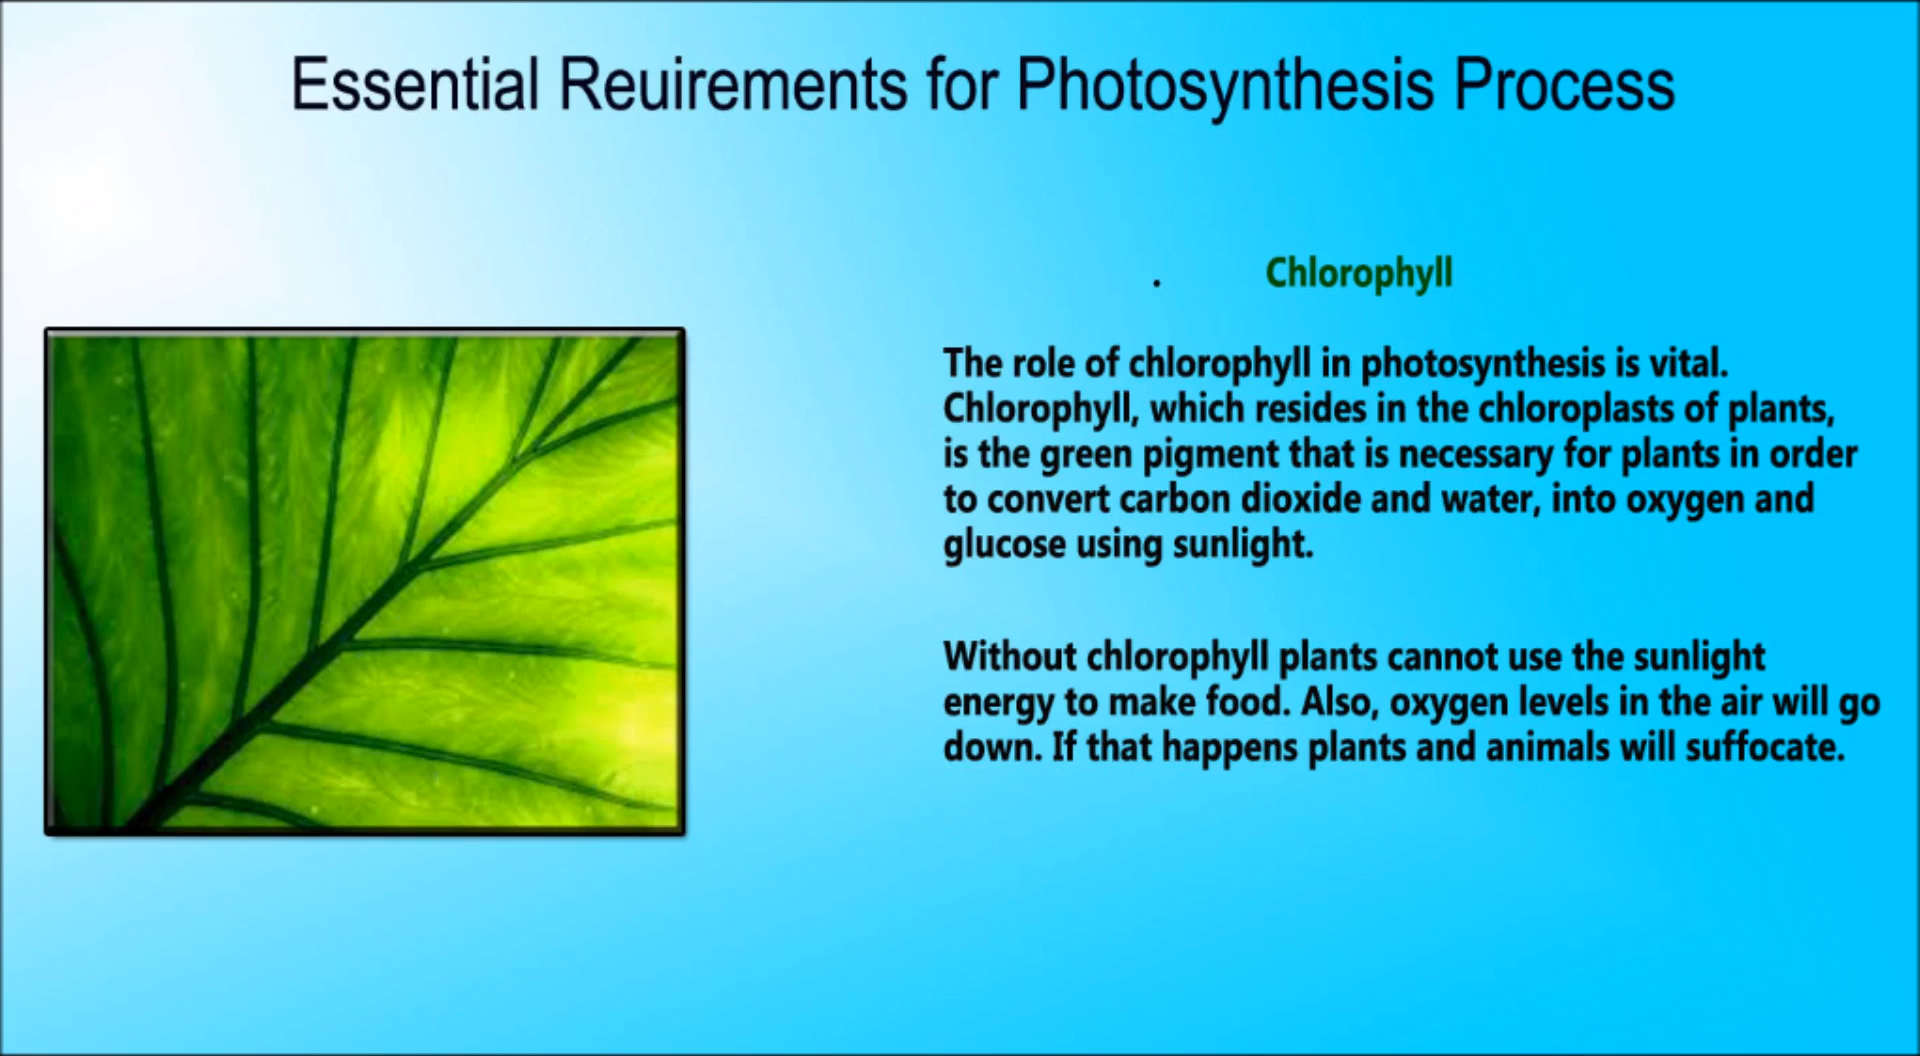 Essential Reuirements for Photosynthesis Process
. Chlorophyll
The role of chlorophyll in photosynthesis is vital.
Chlorophyll, which resides in the chloroplasts of plants,
is the green pigment that is necessary for plants in order
to convert carbon dioxide and water, into oxygen and
glucose using sunlight.
Without chlorophyll plants cannot use the sunlight
energy to make food. Also, oxygen levels in the air will go
down. If that happens plants and animals will suffocate.